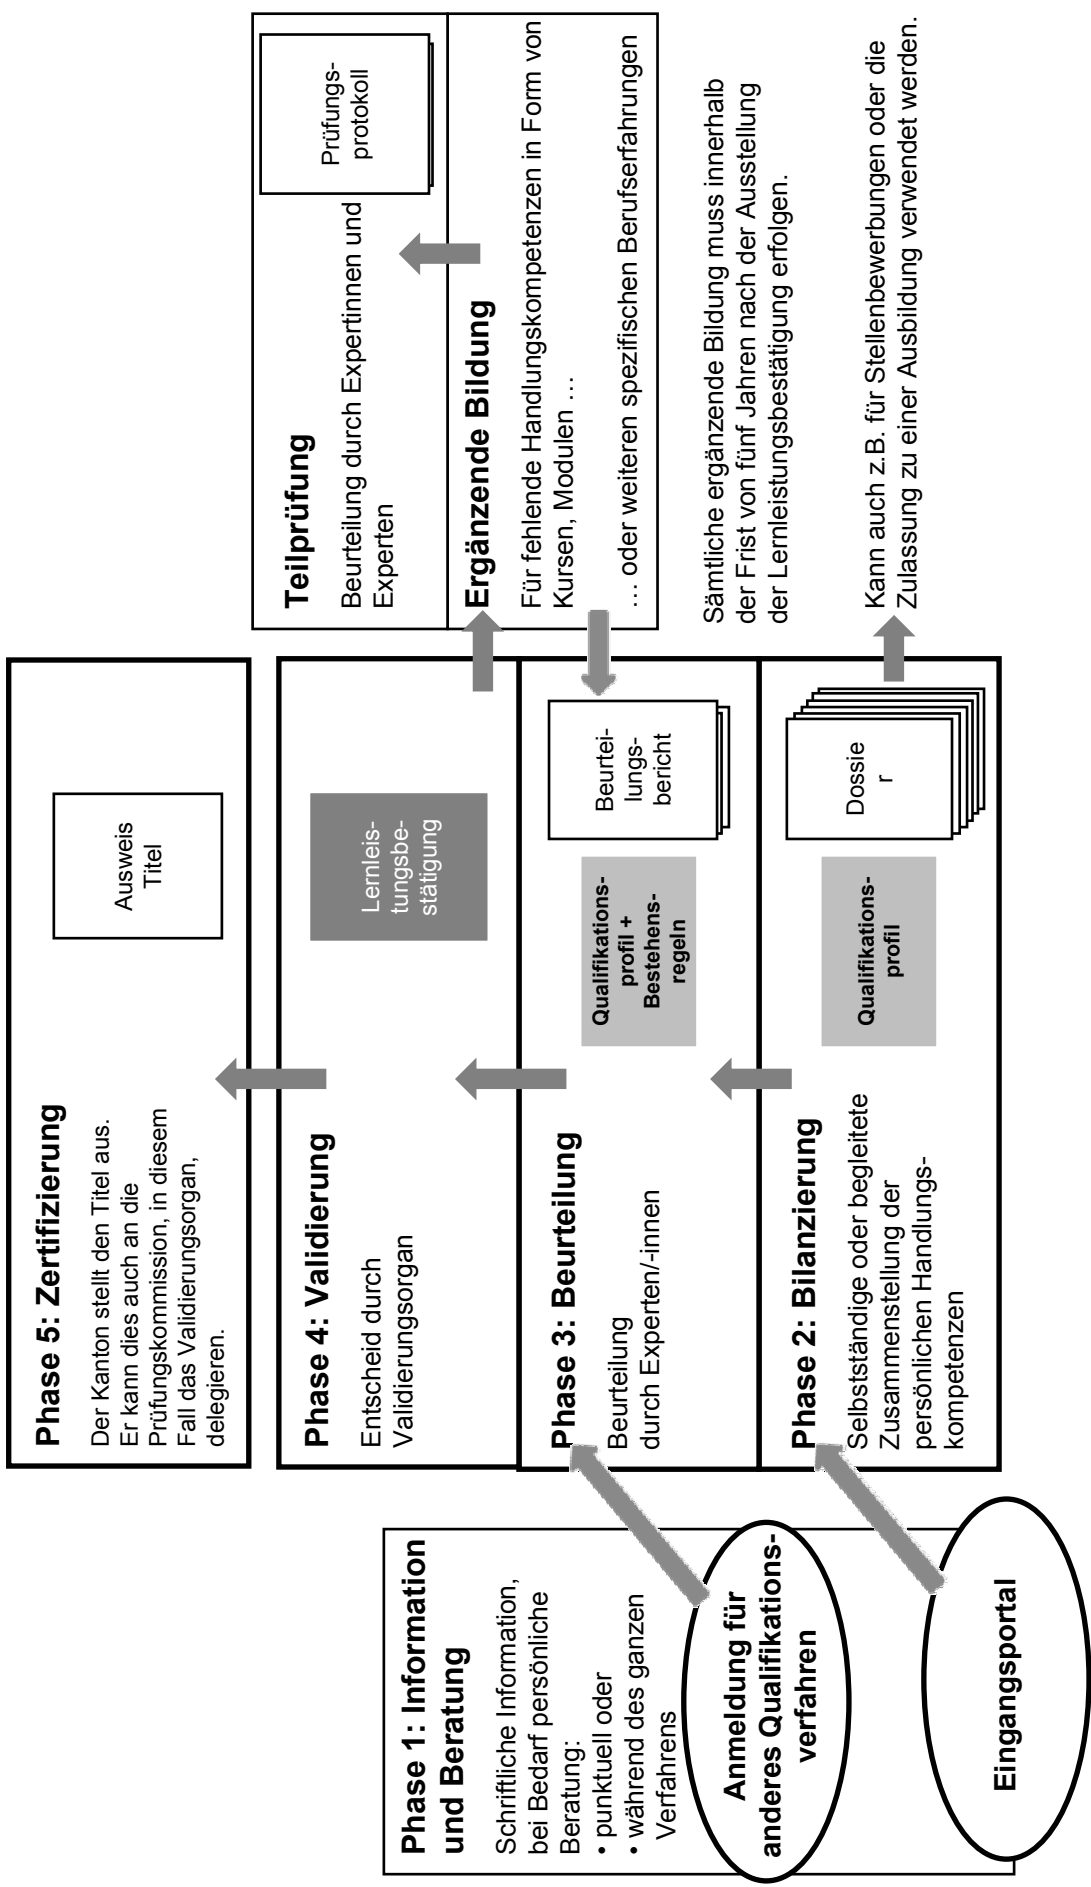 Phase 1: Information
und Beratung
Schriftliche Information,
bei Bedarf persönliche
Beratung:
• punktuell oder
• während des ganzen
Verfahrens
Anmeldung für
anderes Qualifikations-
verfahren
Eingangsportal
Phase 5: Zertifizierung
Der Kanton stellt den Titel aus.
Er kann dies auch an die
Prüfungskommission, in diesem
Fall das Validierungsorgan,
delegieren.
Ausweis
Titel
Phase 4: Validierung
Entscheid durch
Validierungsorgan
Lernleis-
tungsbe-
stätigung
Phase 3: Beurteilung
Beurteilung
durch Experten/-innen
Qualifikations-
profil +
Bestehens-
regeln
Beurtei-
lungs-
bericht
Phase 2: Bilanzierung
Selbstständige oder begleitete
Zusammenstellung der
persönlichen Handlungs-
kompetenzen
Qualifikations-
profil
Dossie
r
Teilprüfung
Beurteilung durch Expertinnen und
Experten
Prüfungs-
protokoll
Ergänzende Bildung
Für fehlende Handlungskompetenzen in Form von
Kursen, Modulen …
… oder weiteren spezifischen Berufserfahrungen
Sämtliche ergänzende Bildung muss innerhalb
der Frist von fünf Jahren nach der Ausstellung
der Lernleistungsbestätigung erfolgen.
Kann auch z.B. für Stellenbewerbungen oder die
Zulassung zu einer Ausbildung verwendet werden.